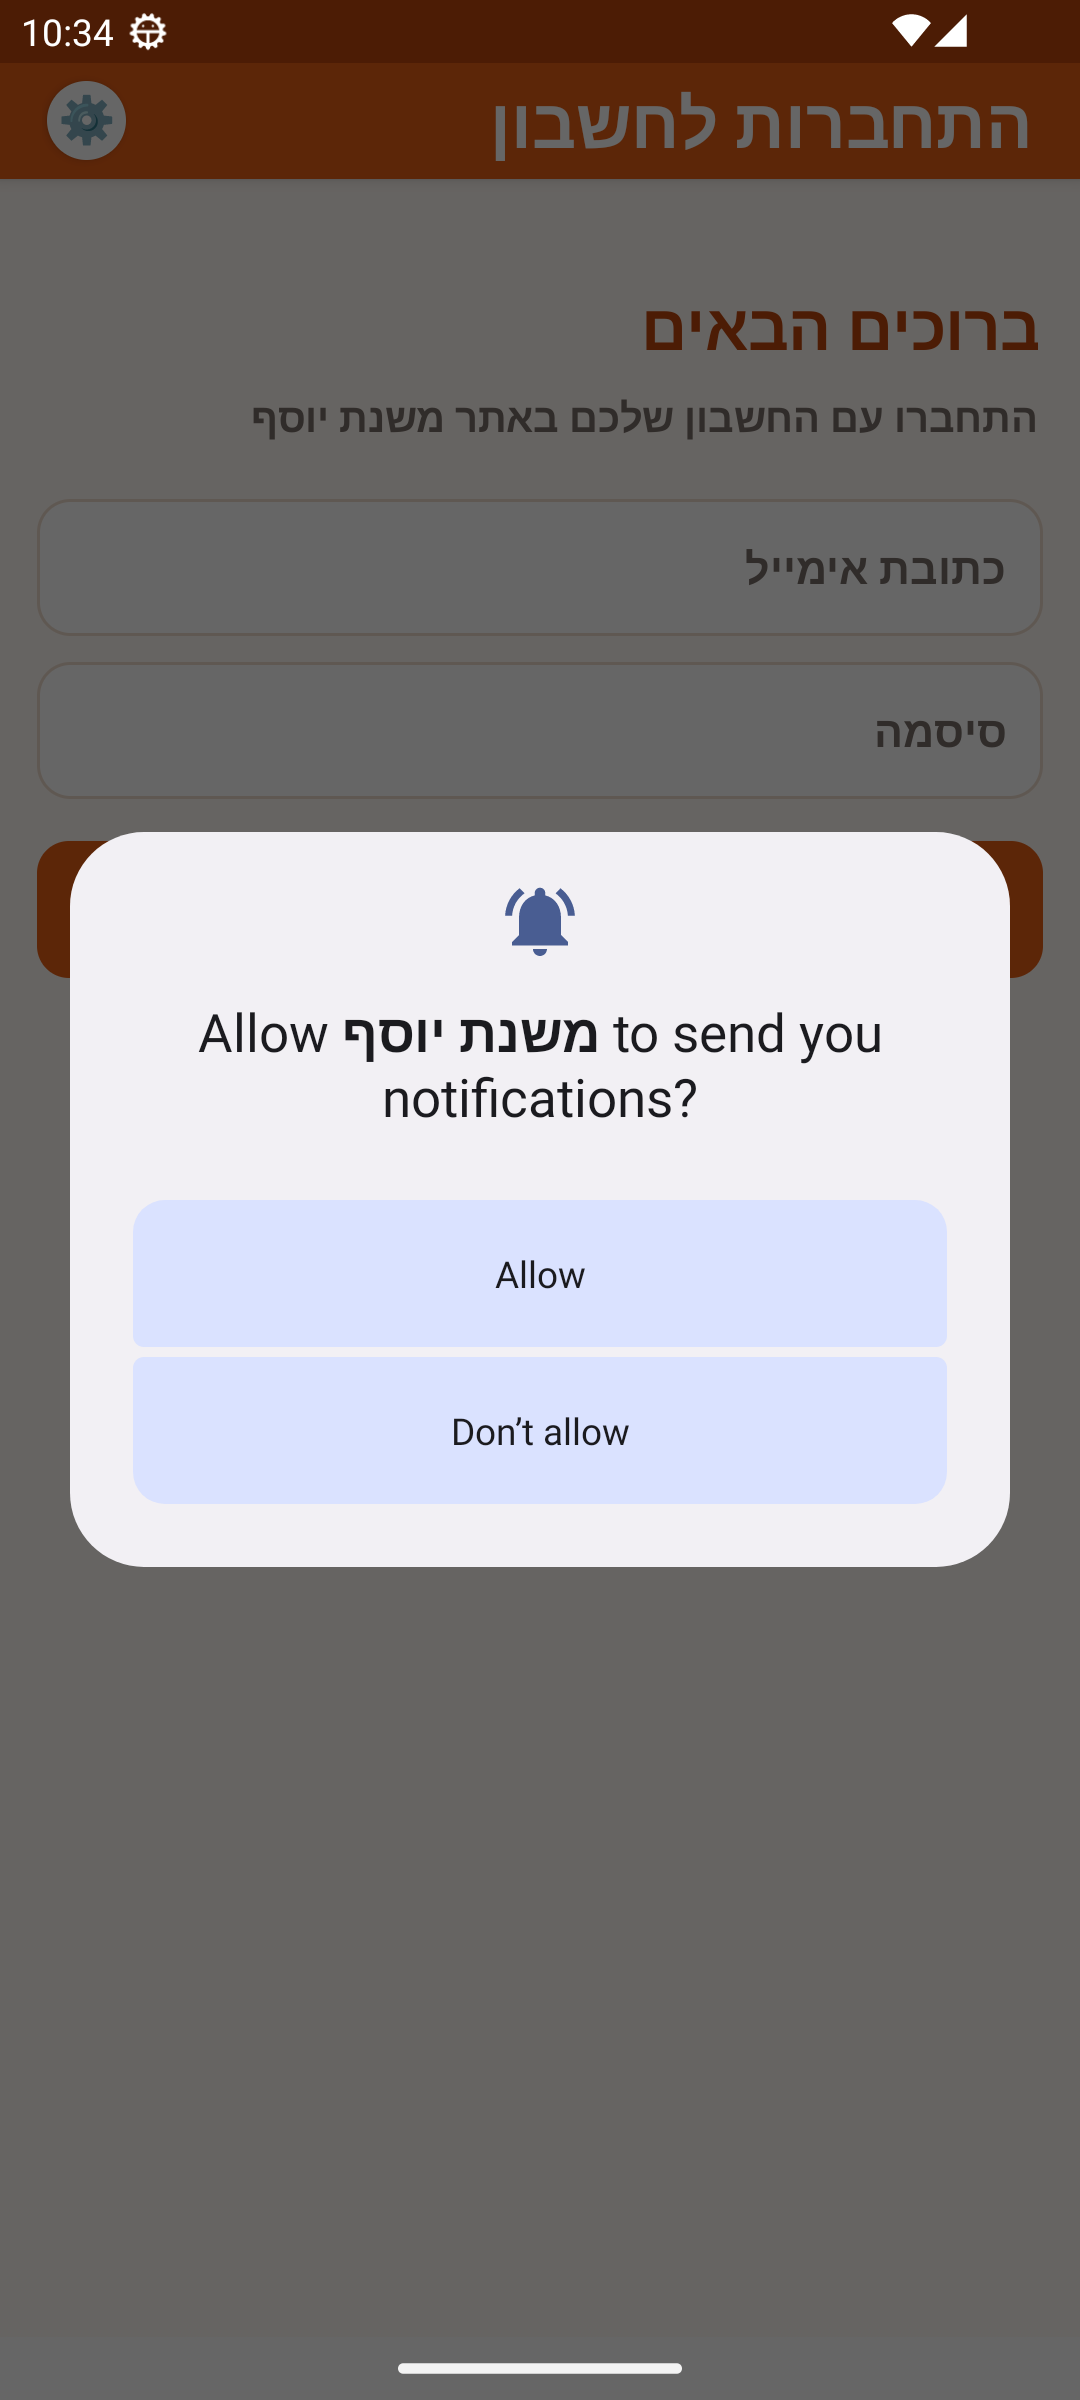 10:34
התחברות לחשבון
ברוכים הבאים
התחברו עם החשבון שלכם באתר משנת יוסף
כתובת אימייל
סיסמה
Allow משנת יוסף to send you
notifications?
Allow
Don’t allow